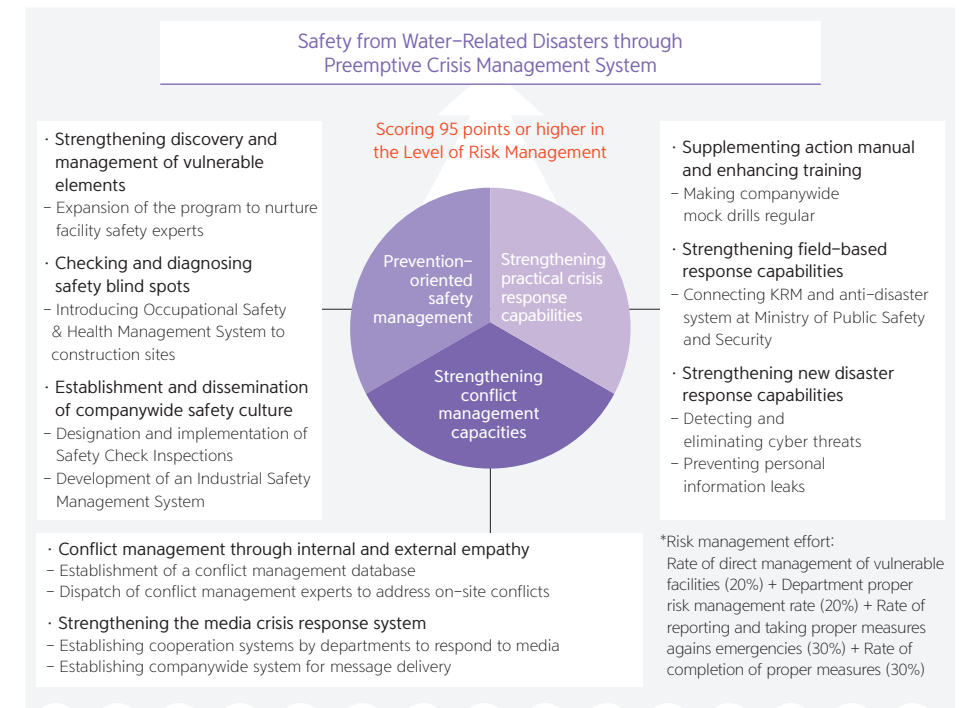 Safety from Water-Related Disasters through
Preemptive Crisis Management System
Scoring 95 points or higher in
the Level of Risk Management
· Strengthening discovery and
management of vulnerable
elements
- Expansion of the program to nurture
facility safety experts
· Checking and diagnosing
safety blind spots
- Introducing Occupational Safety
& Health Management System to
construction sites
· Establishment and dissemination
of companywide safety culture
- Designation and implementation of
Safety Check Inspections
- Development of an Industrial Safety
Management System
Prevention-
oriented
safety
management
Strengthening
practical crisis
response
capabilities
Strengthening
conflict
management
capacities
· Supplementing action manual
and enhancing training
- Making companywide
mock drills regular
· Strengthening field-based
response capabilities
- Connecting KRM and anti-disaster
system at Ministry of Public Safety
and Security
· Strengthening new disaster
response capabilities
- Detecting and
eliminating cyber threats
- Preventing personal
information leaks
· Conflict management through internal and external empathy
- Establishment of a conflict management database
- Dispatch of conflict management experts to address on-site conflicts
· Strengthening the media crisis response system
- Establishing cooperation systems by departments to respond to media
- Establishing companywide system for message delivery
*Risk management effort:
Rate of direct management of vulnerable
facilities (20%) + Department proper
risk management rate (20%) + Rate of
reporting and taking proper measures
agains emergencies (30%) + Rate of
completion of proper measures (30%)